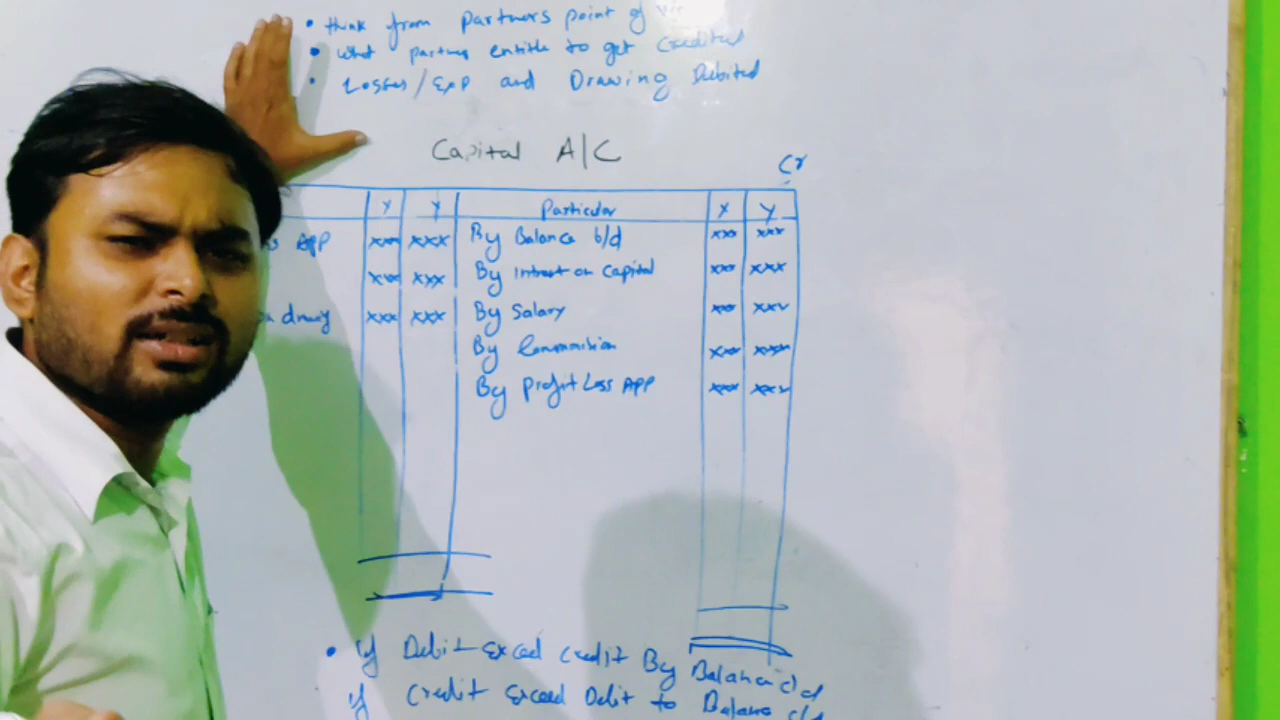 • think from partners point of
• what partner entitle to get Credited
• Losses/Exp and Drawing Debited
Capital A/C
Cr
X Y Particular X Y
App xxx xxx By Balance b/d xxx xxx
xxx xxx By Intrest on Capital xxx xxx
drawing xxx xxx By Salary xxx xxx
By Commission xxx xxx
By Profit Loss App xxx xxx
• If Debit Exceed Credit By Balance c/d
If Credit Exceed Debit to Balance c/d